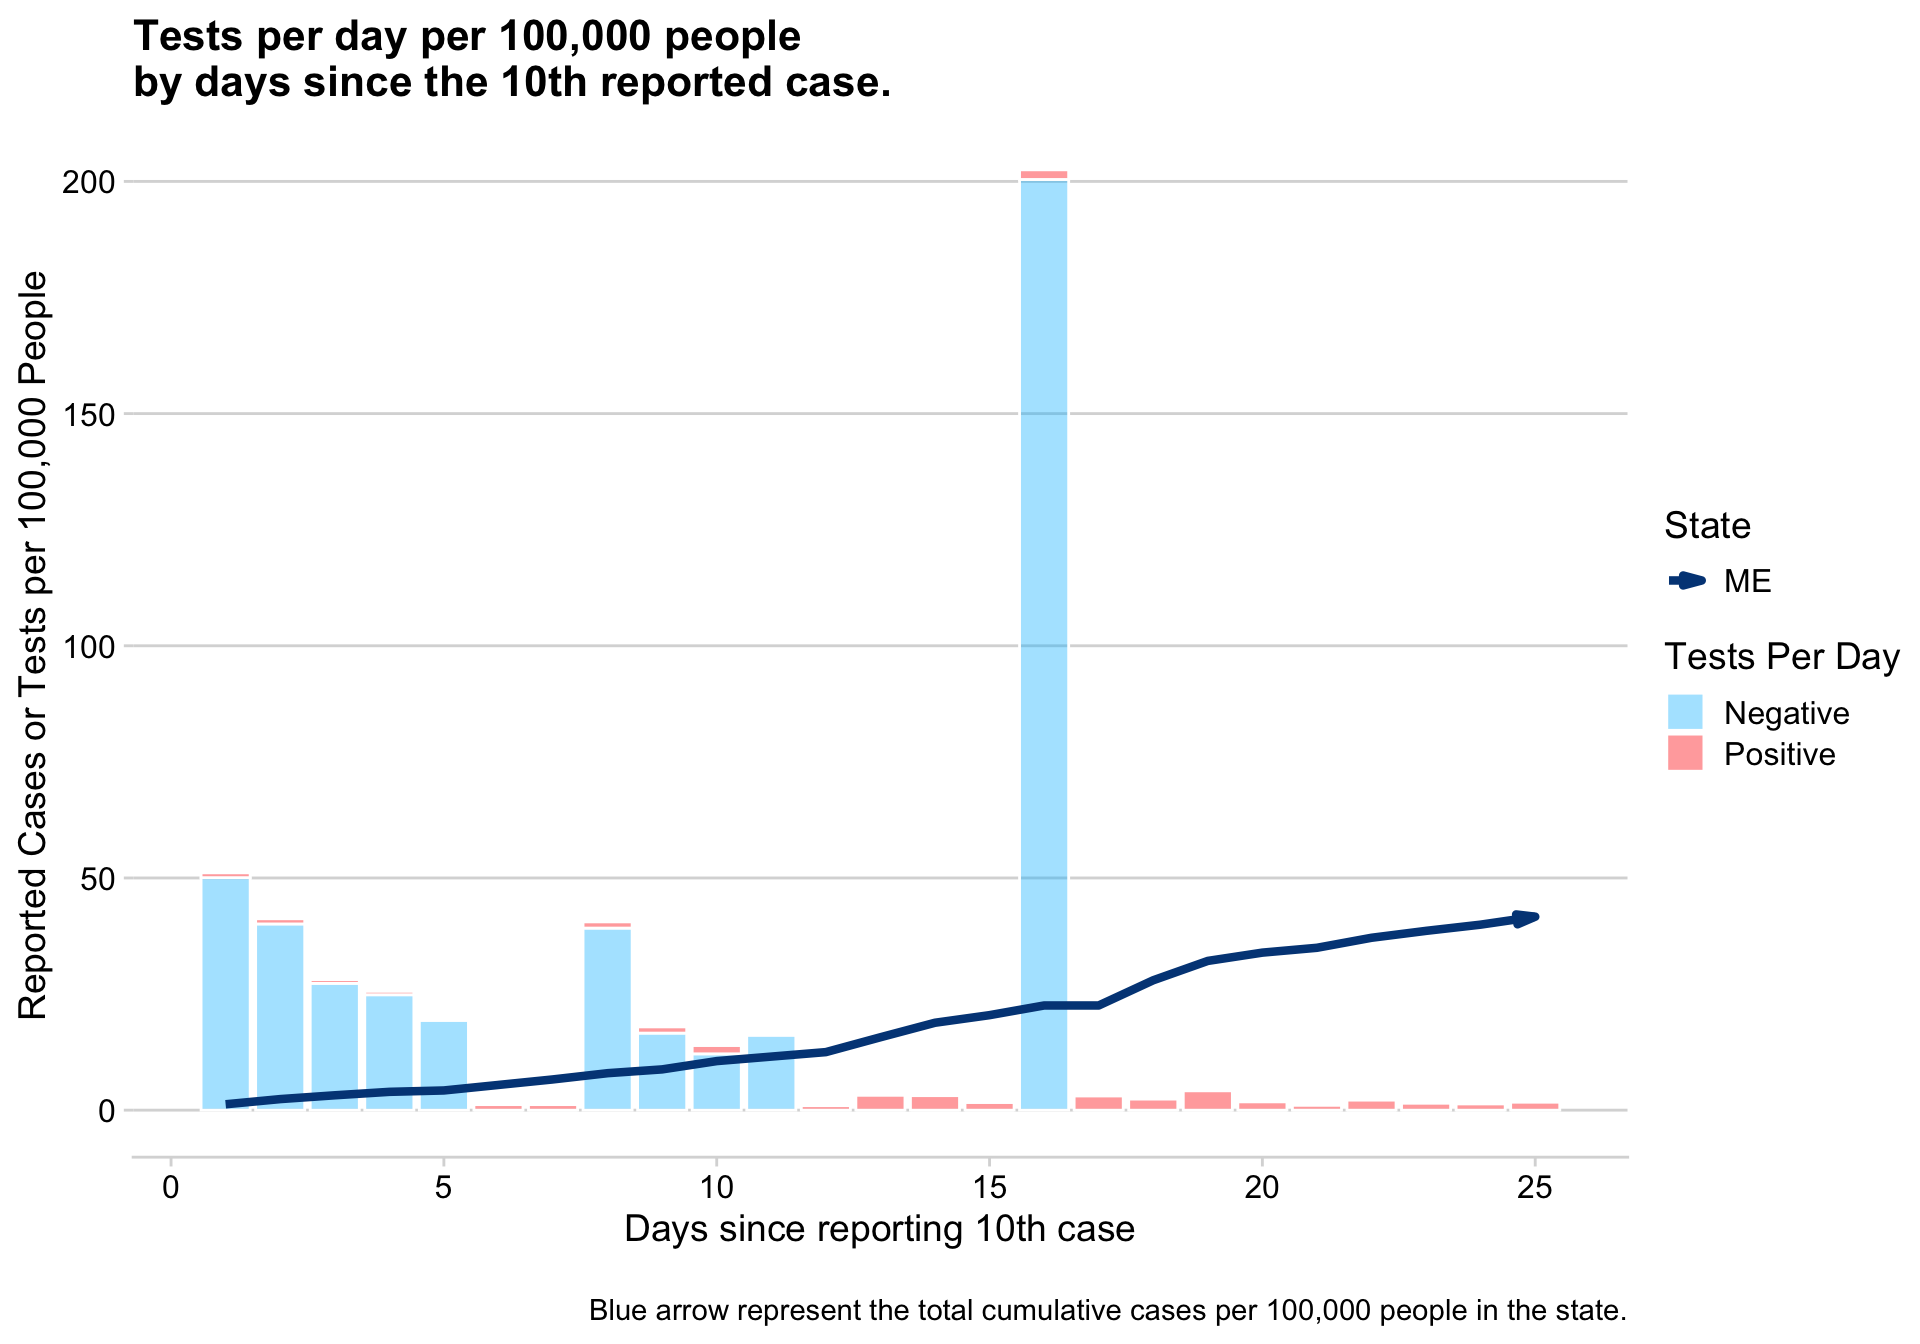 Tests per day per 100,000 people
by days since the 10th reported case.
Reported Cases or Tests per 100,000 People
200
150
100
50
0
0 5 10 15 20 25
Days since reporting 10th case
State
ME
Tests Per Day
Negative
Positive
Blue arrow represent the total cumulative cases per 100,000 people in the state.